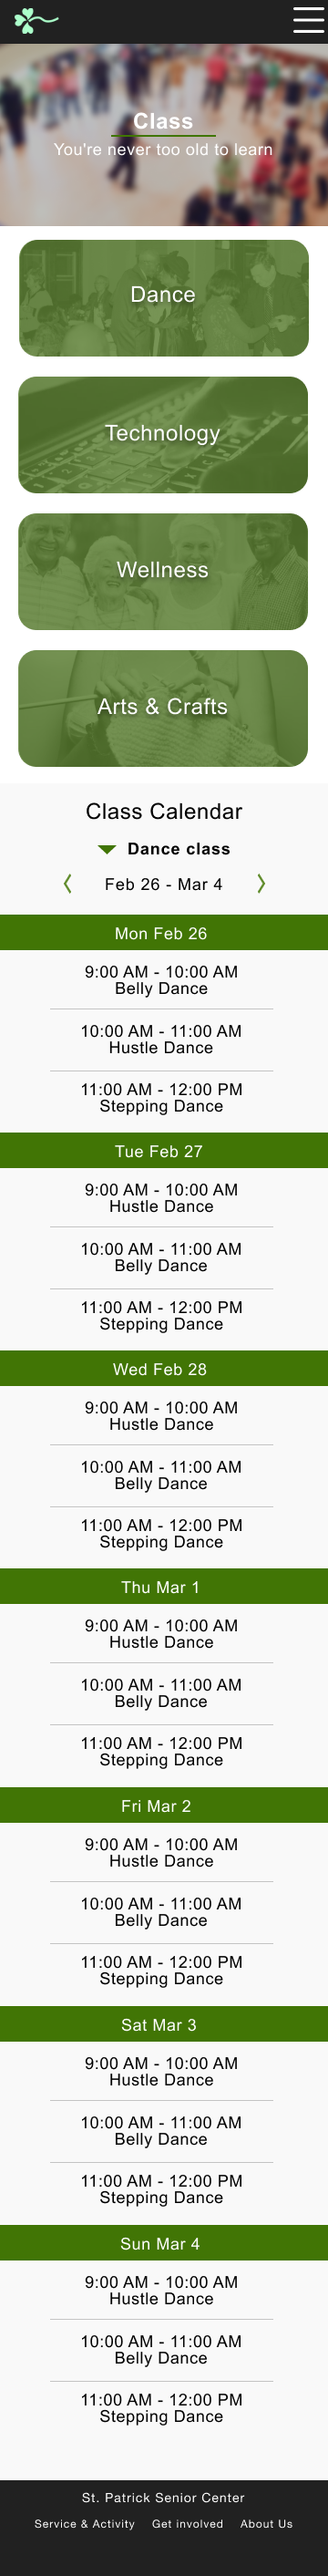 Class
You're never too old to learn
Dance
Technology
Wellness
Arts & Crafts
Class Calendar
Dance class
Feb 26 - Mar 4
Mon Feb 26
9:00 AM - 10:00 AM
Belly Dance
10:00 AM - 11:00 AM
Hustle Dance
11:00 AM - 12:00 PM
Stepping Dance
Tue Feb 27
9:00 AM - 10:00 AM
Hustle Dance
10:00 AM - 11:00 AM
Belly Dance
11:00 AM - 12:00 PM
Stepping Dance
Wed Feb 28
9:00 AM - 10:00 AM
Hustle Dance
10:00 AM - 11:00 AM
Belly Dance
11:00 AM - 12:00 PM
Stepping Dance
Thu Mar 1
9:00 AM - 10:00 AM
Hustle Dance
10:00 AM - 11:00 AM
Belly Dance
11:00 AM - 12:00 PM
Stepping Dance
Fri Mar 2
9:00 AM - 10:00 AM
Hustle Dance
10:00 AM - 11:00 AM
Belly Dance
11:00 AM - 12:00 PM
Stepping Dance
Sat Mar 3
9:00 AM - 10:00 AM
Hustle Dance
10:00 AM - 11:00 AM
Belly Dance
11:00 AM - 12:00 PM
Stepping Dance
Sun Mar 4
9:00 AM - 10:00 AM
Hustle Dance
10:00 AM - 11:00 AM
Belly Dance
11:00 AM - 12:00 PM
Stepping Dance
St. Patrick Senior Center
Service & Activity Get involved About Us